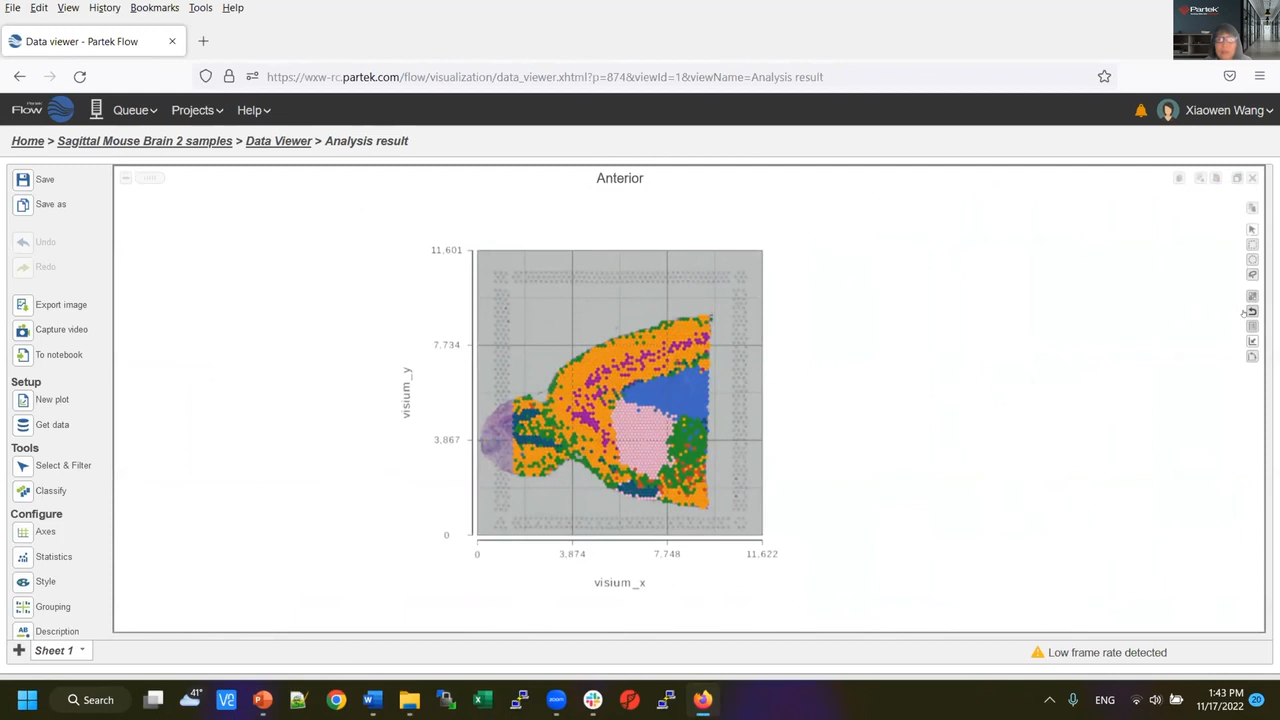 File Edit View History Bookmarks Tools Help
Partek
Data viewer - Partek Flow
https://wxw-rc.partek.com/flow/visualization/data_viewer.xhtml?p=874&viewId=1&viewName=Analysis result
Partek Flow Queue Projects Help Xiaowen Wang
Home > Sagittal Mouse Brain 2 samples > Data Viewer > Analysis result
Save
Save as
Undo
Redo
Export image
Capture video
To notebook
Setup
New plot
Get data
Tools
Select & Filter
Classify
Configure
Axes
Statistics
Style
Grouping
AB Description
Anterior
11,601
7,734
3,867
0
visium_y
0 3,874 7,748 11,622
visium_x
Sheet 1
Low frame rate detected
Search
41°
ENG
1:43 PM
11/17/2022
20